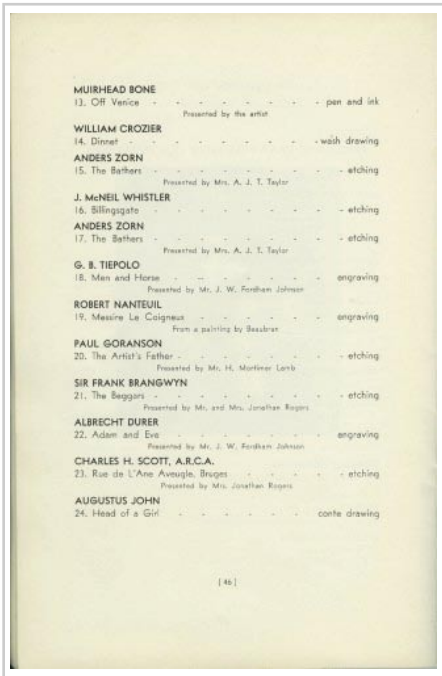 MUIRHEAD BONE
13. Off Venice - - - - - - - pen and ink
Presented by the artist
WILLIAM CROZIER
14. Dinnet - - - - - - - wash drawing
ANDERS ZORN
15. The Bathers - - - - - - - etching
Presented by Mrs. A. J. T. Taylor
J. McNEIL WHISTLER
16. Billingsgate - - - - - - - etching
ANDERS ZORN
17. The Bathers - - - - - - - etching
Presented by Mrs. A. J. T. Taylor
G. B. TIEPOLO
18. Man and Horse - - - - - - engraving
Presented by Mr. J. W. Fordham Johnson
ROBERT NANTEUIL
19. Messire Le Coigneux - - - - - engraving
From a painting by Beaubran
PAUL GORANSON
20. The Artist's Father - - - - - - etching
Presented by Mr. H. Mortimer Lamb
SIR FRANK BRANGWYN
21. The Beggars - - - - - - - etching
Presented by Mr. and Mrs. Jonathan Rogers
ALBRECHT DURER
22. Adam and Eve - - - - - - engraving
Presented by Mr. J. W. Fordham Johnson
CHARLES H. SCOTT, A.R.C.A.
23. Rue de L'Ane Aveugle, Bruges - - - - - etching
Presented by Mrs. Jonathan Rogers
AUGUSTUS JOHN
24. Head of a Girl - - - - - - conte drawing
[ 46 ]